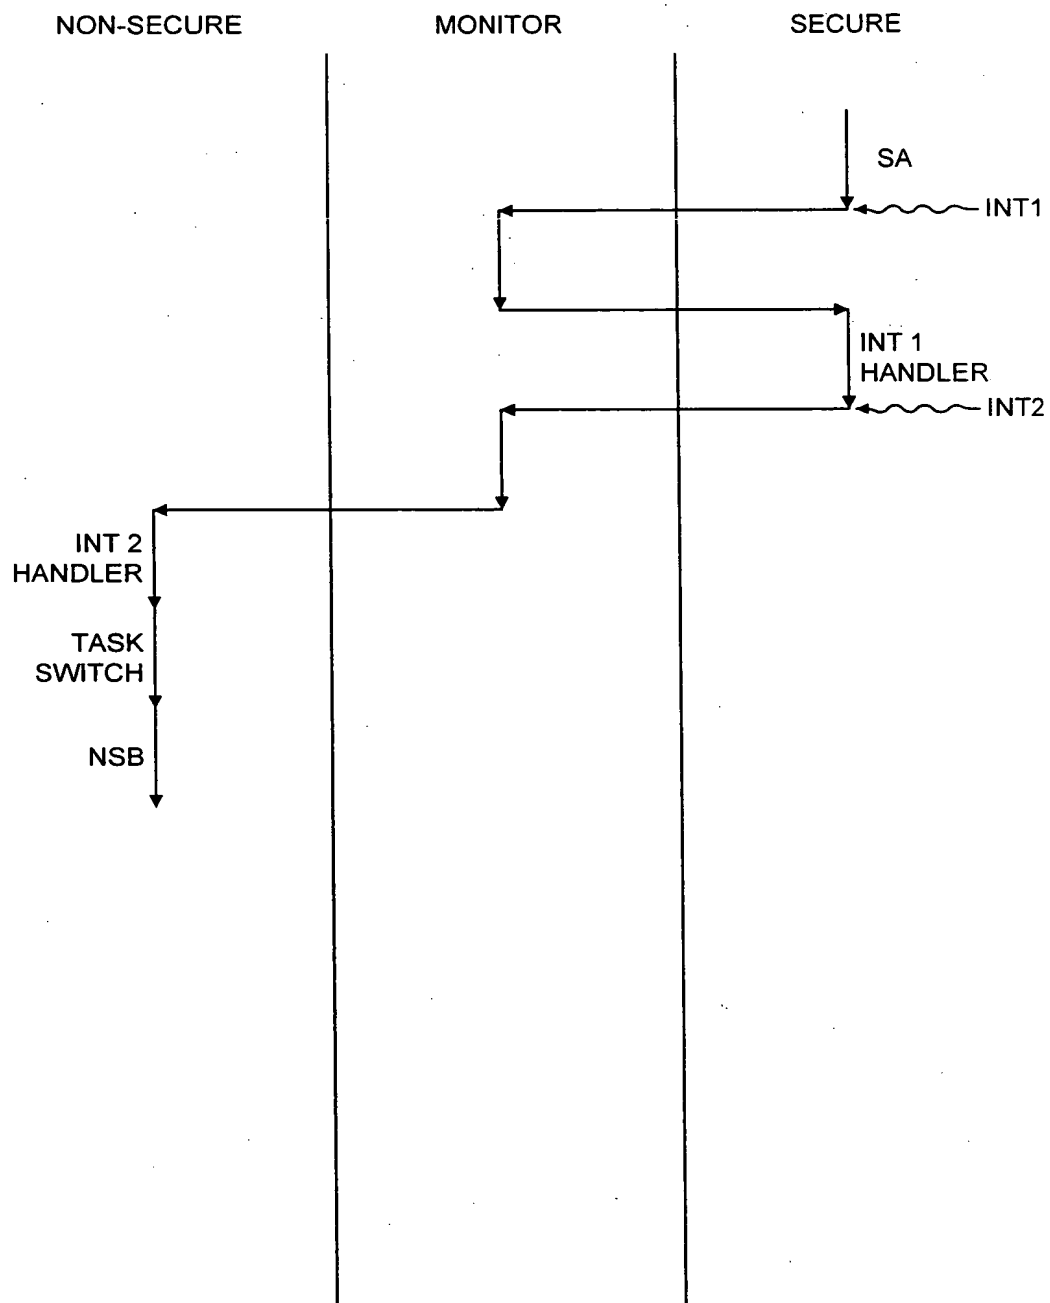 NON-SECURE
MONITOR
SECURE
SA
INT1
INT 1
HANDLER
INT2
INT 2
HANDLER
TASK
SWITCH
NSB